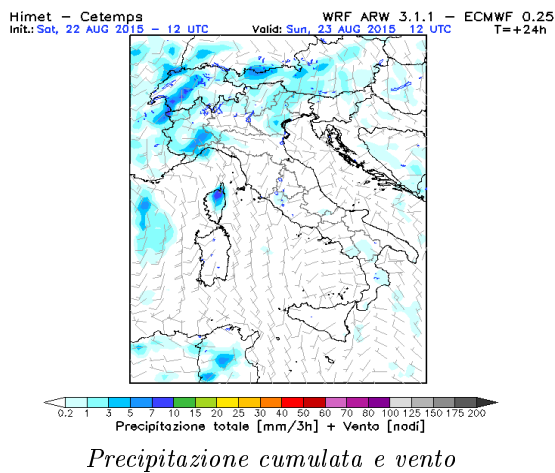 Himet – Cetemps WRF ARW 3.1.1 – ECMWF 0.25
Init.: Sat, 22 AUG 2015 – 12 UTC Valid: Sun, 23 AUG 2015 12 UTC T=+24h
0.2 1 3 5 7 10 15 20 25 30 40 50 60 70 80 100 125 150 175 200
Precipitazione totale [mm/3h] + Vento [nodi]
Precipitazione cumulata e vento